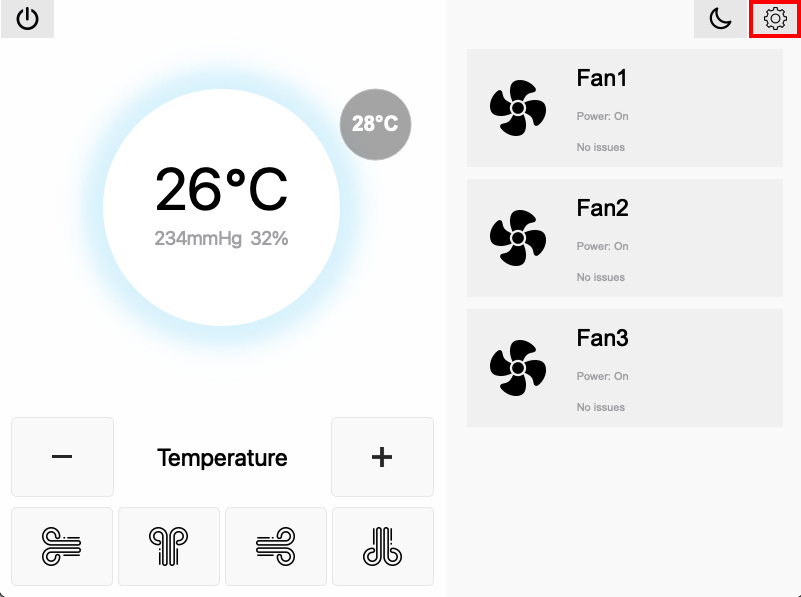 28°C
26°C
234mmHg 32%
Temperature
Fan1
Power: On
No issues
Fan2
Power: On
No issues
Fan3
Power: On
No issues